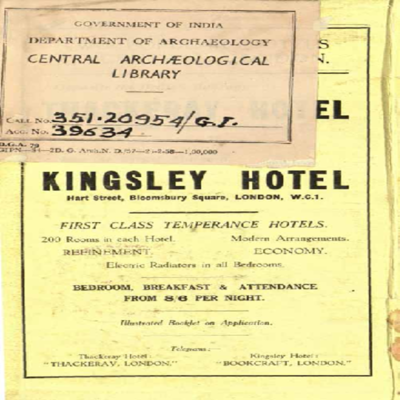 GOVERNMENT OF INDIA
DEPARTMENT OF ARCHAEOLOGY
CENTRAL ARCHÆOLOGICAL
LIBRARY
CALL No. 351.20954/G.I.
Acc. No. 39634
D.G.A. 79
THACKERAY HOTEL
KINGSLEY HOTEL
Hart Street, Bloomsbury Square, LONDON, W.C.1.
FIRST CLASS TEMPERANCE HOTELS.
200 Rooms in each Hotel. Modern Arrangements.
REFINEMENT. ECONOMY.
Electric Radiators in all Bedrooms.
BEDROOM, BREAKFAST & ATTENDANCE
FROM 8/6 PER NIGHT.
Illustrated Booklet on Application.
Telegrams:
Thackeray Hotel: Kingsley Hotel:
"THACKERAY, LONDON." "BOOKCRAFT, LONDON."